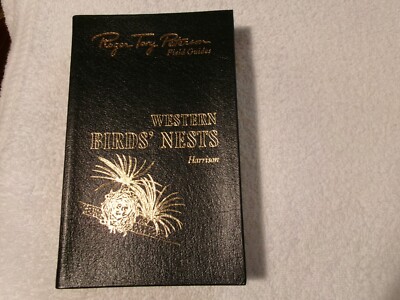 Roger Tory Peterson
Field Guides
WESTERN
BIRDS' NESTS
Harrison